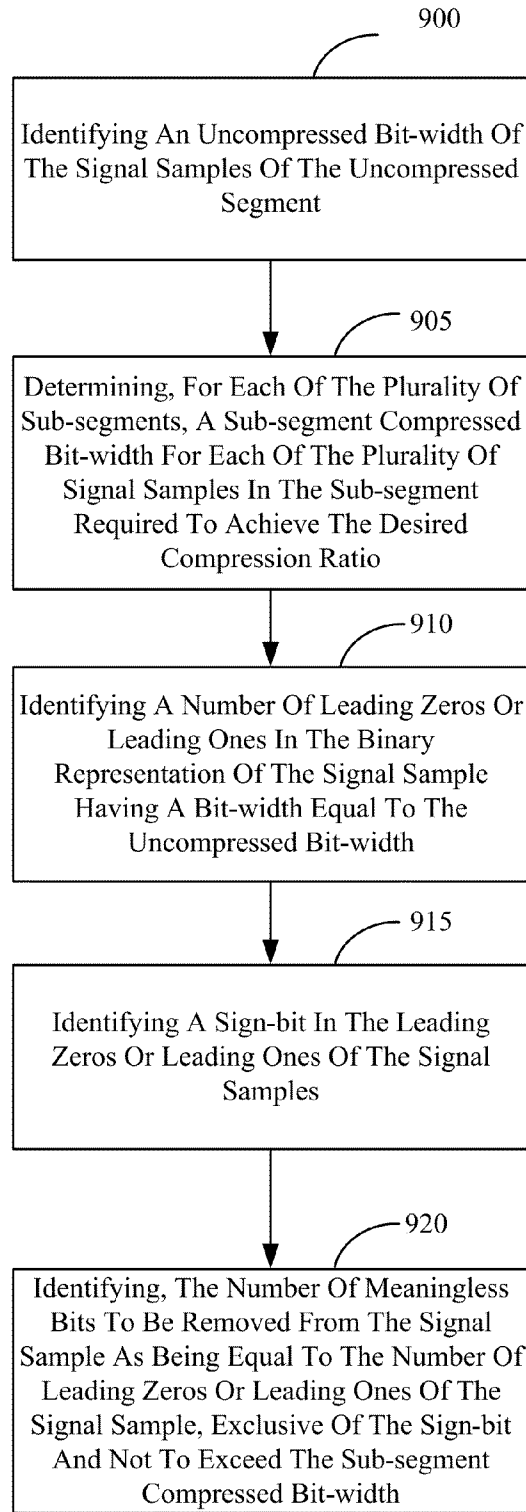 900
Identifying An Uncompressed Bit-width Of
The Signal Samples Of The Uncompressed
Segment
905
Determining, For Each Of The Plurality Of
Sub-segments, A Sub-segment Compressed
Bit-width For Each Of The Plurality Of
Signal Samples In The Sub-segment
Required To Achieve The Desired
Compression Ratio
910
Identifying A Number Of Leading Zeros Or
Leading Ones In The Binary
Representation Of The Signal Sample
Having A Bit-width Equal To The
Uncompressed Bit-width
915
Identifying A Sign-bit In The Leading
Zeros Or Leading Ones Of The Signal
Samples
920
Identifying, The Number Of Meaningless
Bits To Be Removed From The Signal
Sample As Being Equal To The Number Of
Leading Zeros Or Leading Ones Of The
Signal Sample, Exclusive Of The Sign-bit
And Not To Exceed The Sub-segment
Compressed Bit-width